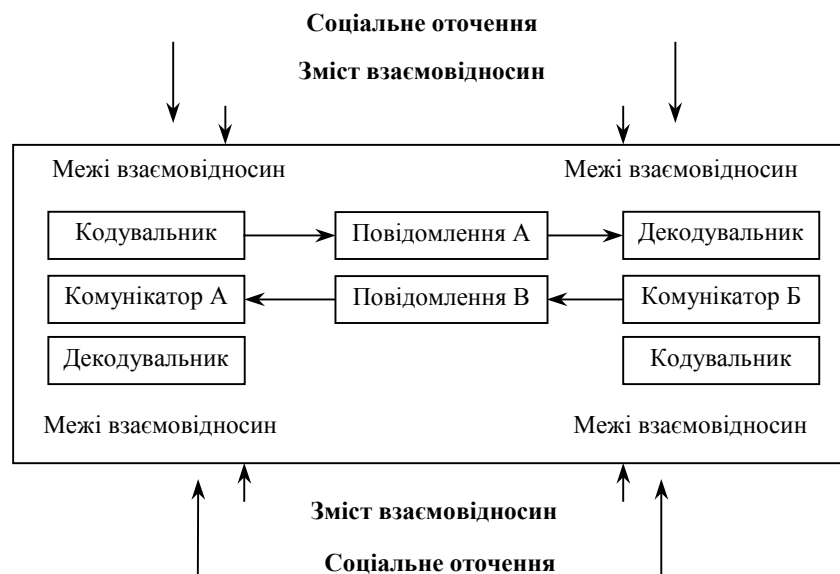 Соціальне оточення
Зміст взаємовідносин
Межі взаємовідносин Межі взаємовідносин
Кодувальник Повідомлення А Декодувальник
Комунікатор А Повідомлення В Комунікатор Б
Декодувальник Кодувальник
Межі взаємовідносин Межі взаємовідносин
Зміст взаємовідносин
Соціальне оточення